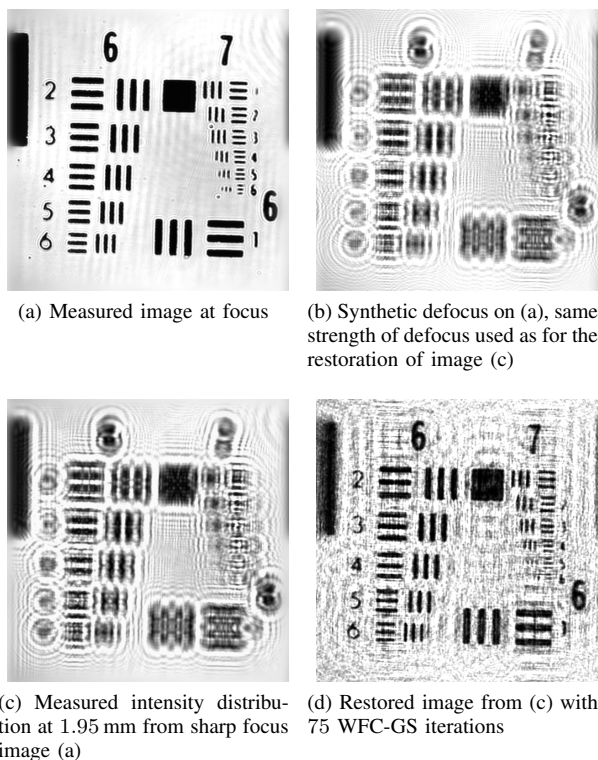 6 7
2 1
2
3 3
4 4
5
6
5 6
6 1
(a) Measured image at focus
(b) Synthetic defocus on (a), same
strength of defocus used as for the
restoration of image (c)
6 7
2
3
4
5 6
6
(c) Measured intensity distribu-
tion at 1.95 mm from sharp focus
image (a)
(d) Restored image from (c) with
75 WFC-GS iterations